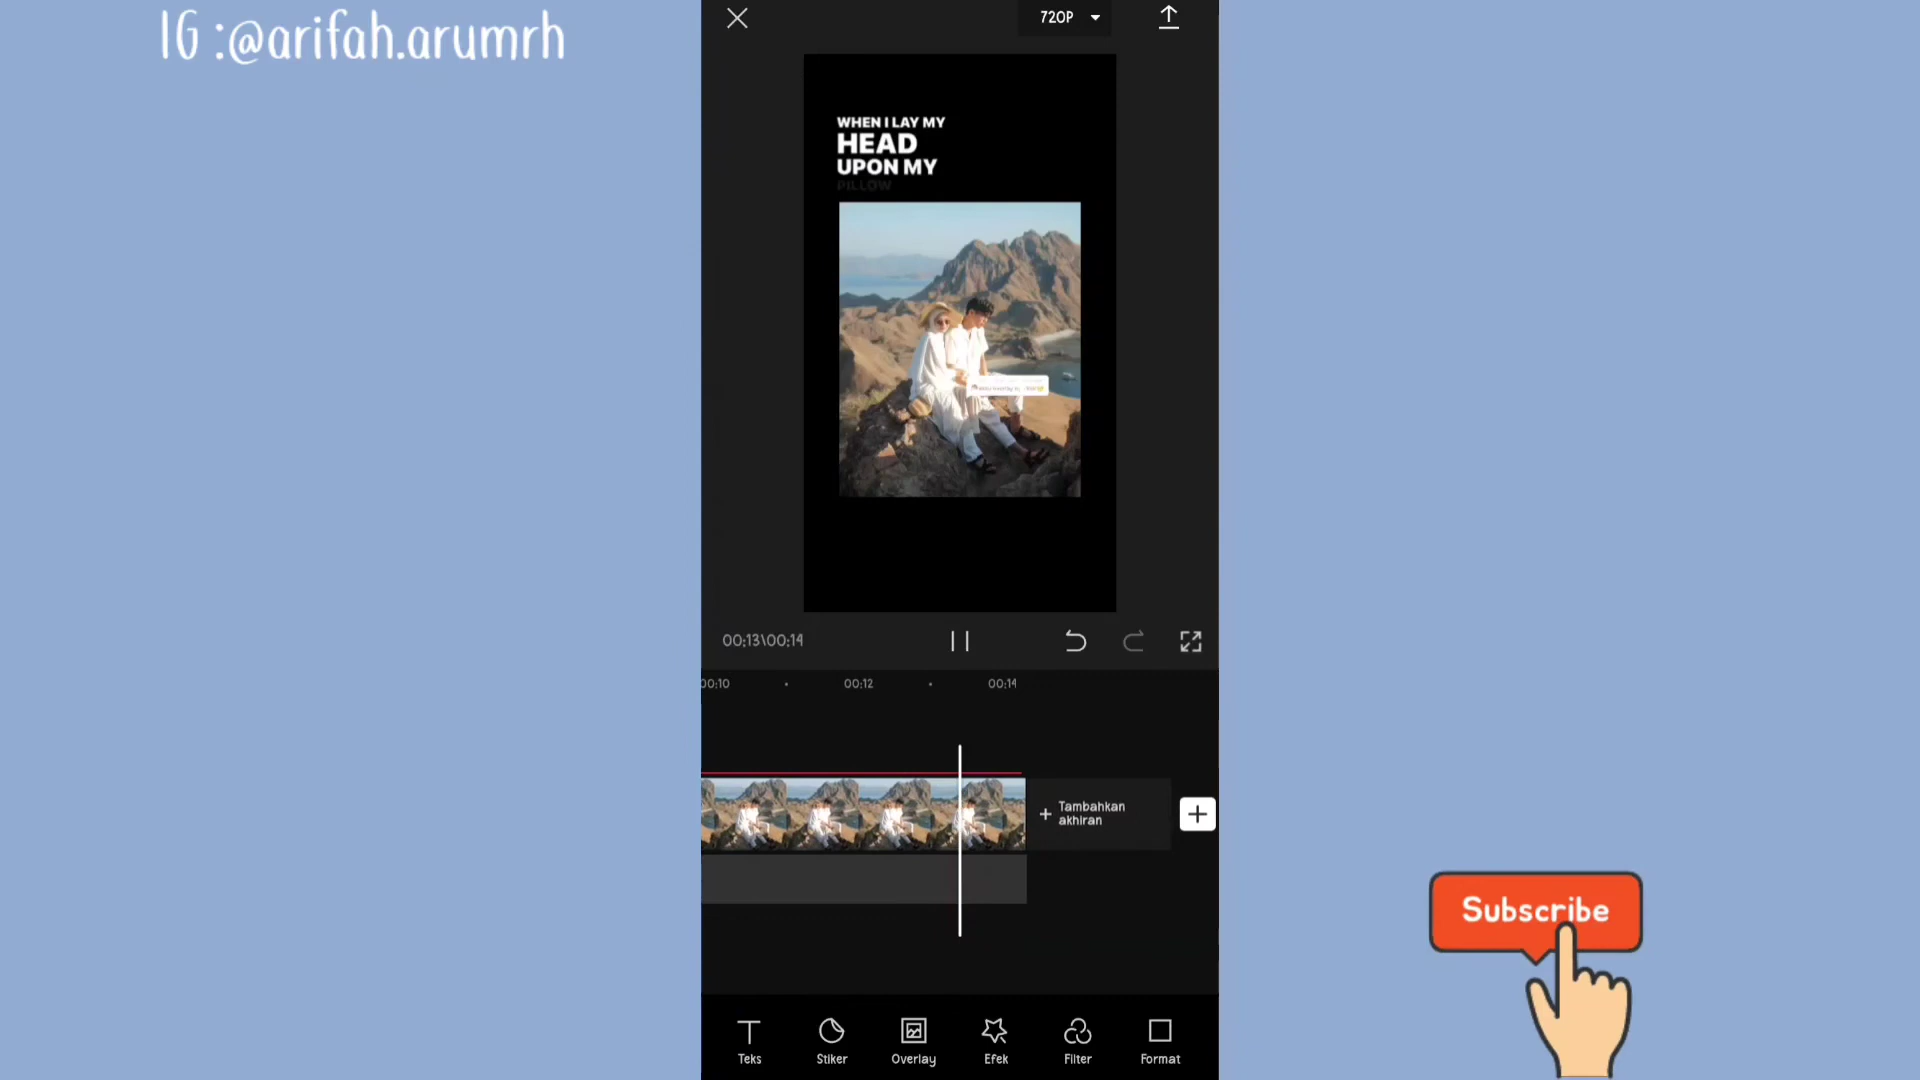 IG :@arifah.arumrh
720P
WHEN I LAY MY
HEAD
UPON MY
PILLOW
00:13\00:14
00:10
00:12
00:14
+ Tambahkan
akhiran
+
Subscribe
Teks
Stiker
Overlay
Efek
Filter
Format